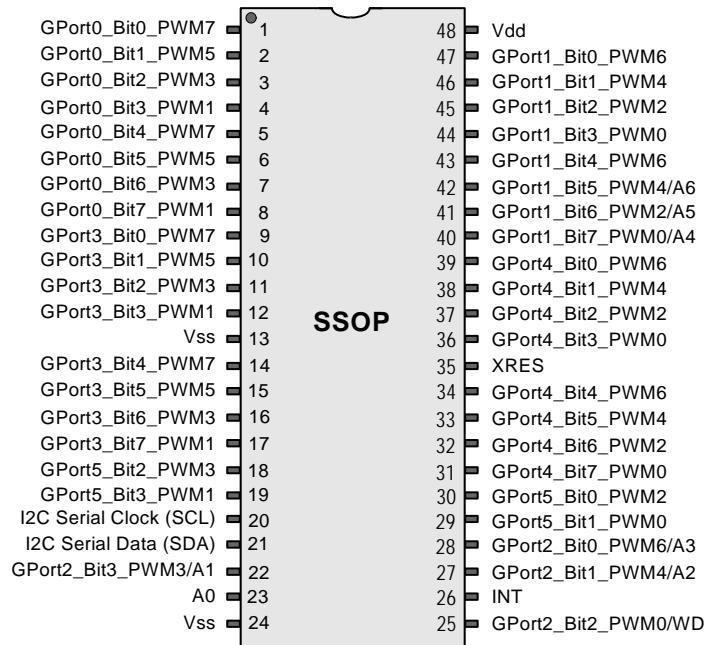 GPort0_Bit0_PWM7 1 48 Vdd
GPort0_Bit1_PWM5 2 47 GPort1_Bit0_PWM6
GPort0_Bit2_PWM3 3 46 GPort1_Bit1_PWM4
GPort0_Bit3_PWM1 4 45 GPort1_Bit2_PWM2
GPort0_Bit4_PWM7 5 44 GPort1_Bit3_PWM0
GPort0_Bit5_PWM5 6 43 GPort1_Bit4_PWM6
GPort0_Bit6_PWM3 7 42 GPort1_Bit5_PWM4/A6
GPort0_Bit7_PWM1 8 41 GPort1_Bit6_PWM2/A5
GPort3_Bit0_PWM7 9 40 GPort1_Bit7_PWM0/A4
GPort3_Bit1_PWM5 10 39 GPort4_Bit0_PWM6
GPort3_Bit2_PWM3 11 38 GPort4_Bit1_PWM4
GPort3_Bit3_PWM1 12 SSOP 37 GPort4_Bit2_PWM2
Vss 13 36 GPort4_Bit3_PWM0
GPort3_Bit4_PWM7 14 35 XRES
GPort3_Bit5_PWM5 15 34 GPort4_Bit4_PWM6
GPort3_Bit6_PWM3 16 33 GPort4_Bit5_PWM4
GPort3_Bit7_PWM1 17 32 GPort4_Bit6_PWM2
GPort5_Bit2_PWM3 18 31 GPort4_Bit7_PWM0
GPort5_Bit3_PWM1 19 30 GPort5_Bit0_PWM2
I2C Serial Clock (SCL) 20 29 GPort5_Bit1_PWM0
I2C Serial Data (SDA) 21 28 GPort2_Bit0_PWM6/A3
GPort2_Bit3_PWM3/A1 22 27 GPort2_Bit1_PWM4/A2
A0 23 26 INT
Vss 24 25 GPort2_Bit2_PWM0/WD